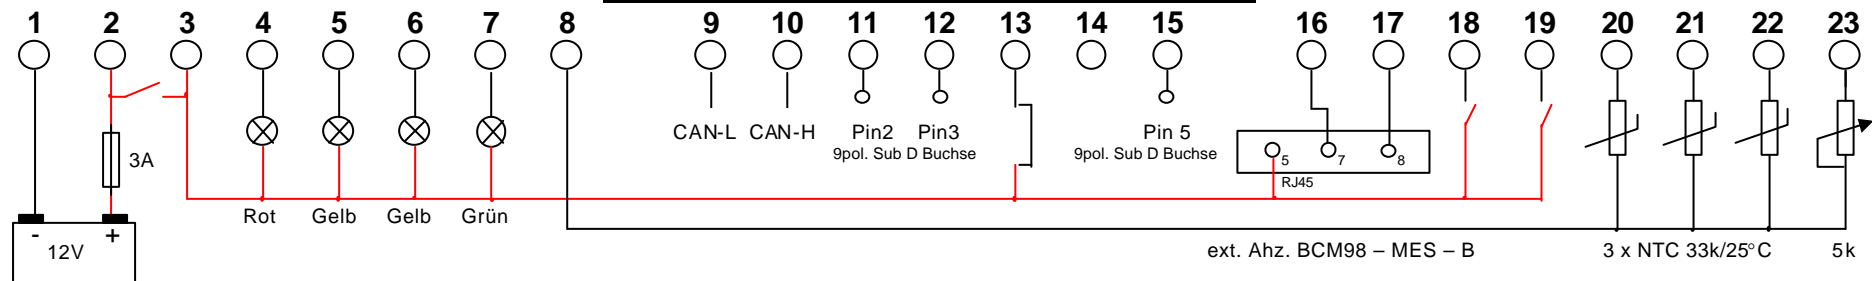 1 2 3 4 5 6 7 8 9 10 11 12 13 14 15 16 17 18 19 20 21 22 23
CAN-L CAN-H Pin2 Pin3 Pin 5
9pol. Sub D Buchse 9pol. Sub D Buchse
3A
5 7 8
RJ45
Rot Gelb Gelb Grün
- +
12V
ext. Ahz. BCM98 – MES – B
3 x NTC 33k/25°C
5k